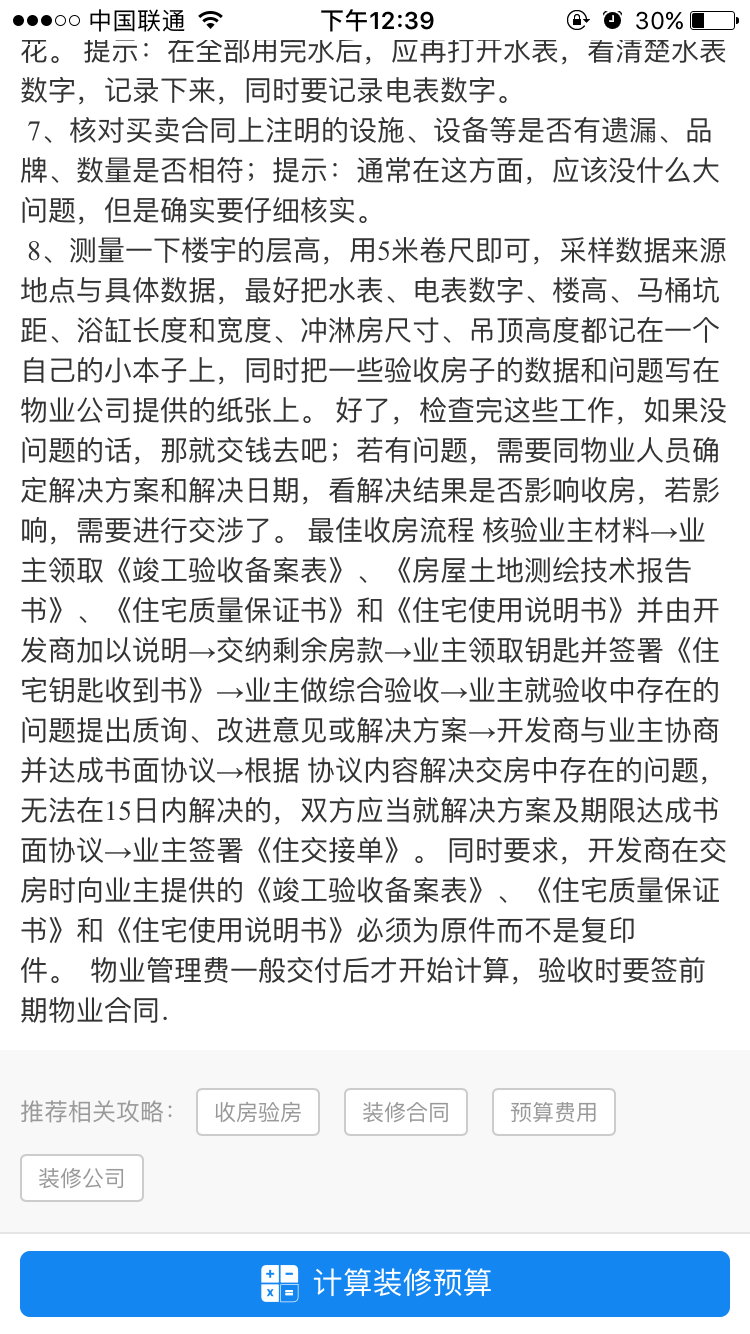 中国联通 下午12:39 30%
花。 提示：在全部用完水后，应再打开水表，看清楚水表
数字，记录下来，同时要记录电表数字。
7、核对买卖合同上注明的设施、设备等是否有遗漏、品
牌、数量是否相符；提示：通常在这方面，应该没什么大
问题，但是确实要仔细核实。
8、测量一下楼宇的层高，用5米卷尺即可，采样数据来源
地点与具体数据，最好把水表、电表数字、楼高、马桶坑
距、浴缸长度和宽度、冲淋房尺寸、吊顶高度都记在一个
自己的小本子上，同时把一些验收房子的数据和问题写在
物业公司提供的纸张上。 好了，检查完这些工作，如果没
问题的话，那就交钱去吧；若有问题，需要同物业人员确
定解决方案和解决日期，看解决结果是否影响收房，若影
响，需要进行交涉了。 最佳收房流程 核验业主材料→业
主领取《竣工验收备案表》、《房屋土地测绘技术报告
书》、《住宅质量保证书》和《住宅使用说明书》并由开
发商加以说明→交纳剩余房款→业主领取钥匙并签署《住
宅钥匙收到书》→业主做综合验收→业主就验收中存在的
问题提出质询、改进意见或解决方案→开发商与业主协商
并达成书面协议→根据 协议内容解决交房中存在的问题，
无法在15日内解决的，双方应当就解决方案及期限达成书
面协议→业主签署《住交接单》。 同时要求，开发商在交
房时向业主提供的《竣工验收备案表》、《住宅质量保证
书》和《住宅使用说明书》必须为原件而不是复印
件。 物业管理费一般交付后才开始计算，验收时要签前
期物业合同.
推荐相关攻略： 收房验房 装修合同 预算费用
装修公司
计算装修预算